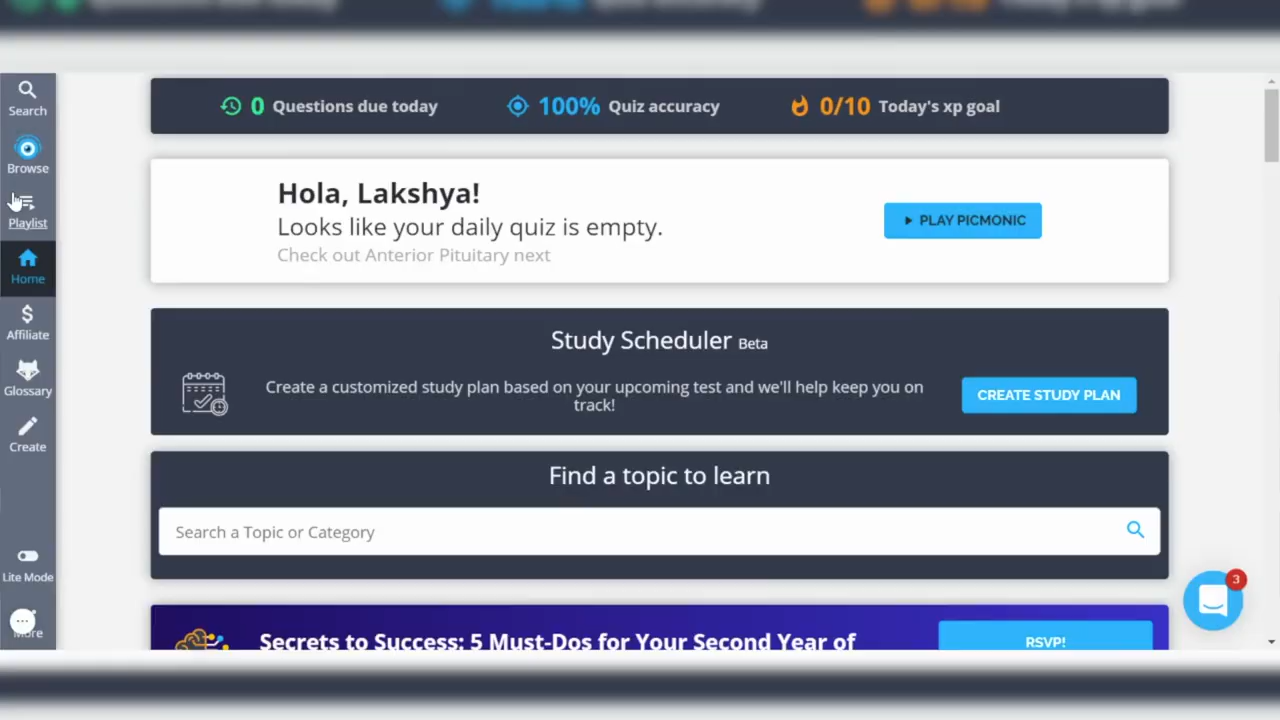 Search
Browse
Playlist
Home
Affiliate
Glossary
Create
Lite Mode
More
0 Questions due today
100% Quiz accuracy
0/10 Today's xp goal
Hola, Lakshya!
Looks like your daily quiz is empty.
Check out Anterior Pituitary next
PLAY PICMONIC
Study Scheduler Beta
Create a customized study plan based on your upcoming test and we'll help keep you on
track!
CREATE STUDY PLAN
Find a topic to learn
Search a Topic or Category
Secrets to Success: 5 Must-Dos for Your Second Year of
RSVP!
3